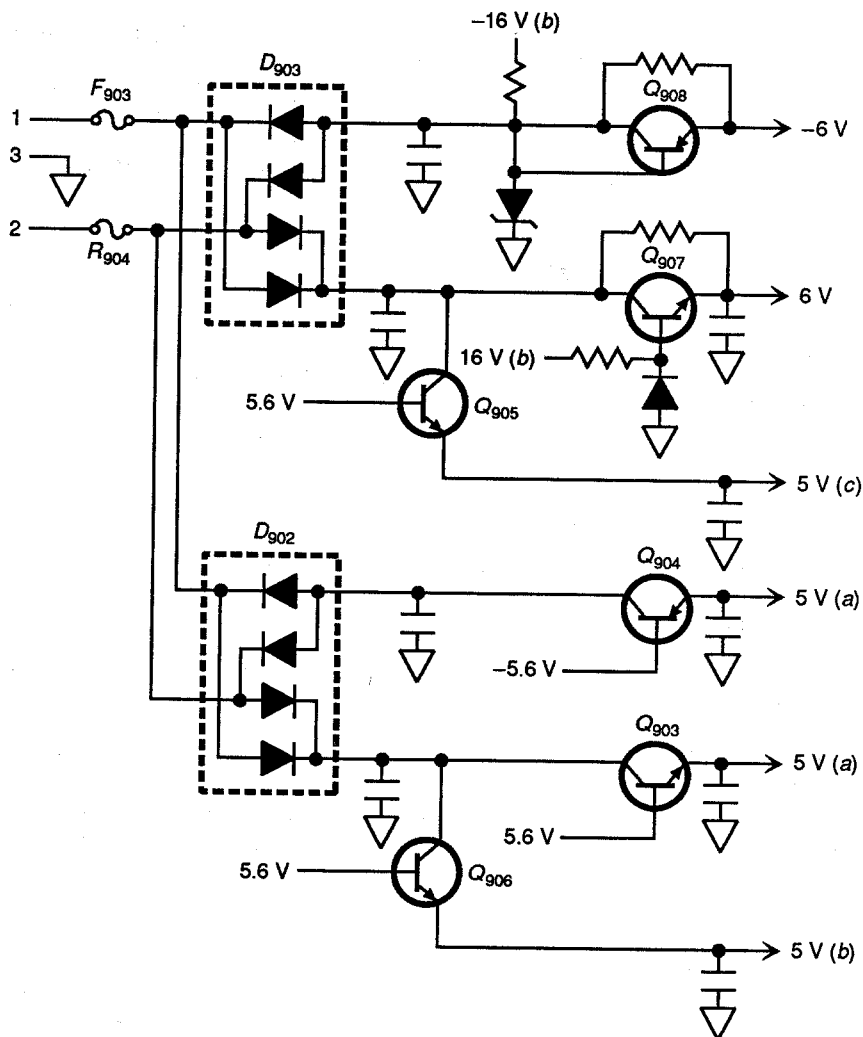 −16 V (b)
D903
F903
Q908
1
−6 V
3
2
R904
Q907
6 V
16 V (b)
5.6 V
Q905
5 V (c)
D902
Q904
5 V (a)
−5.6 V
Q903
5 V (a)
5.6 V
5.6 V
Q906
5 V (b)